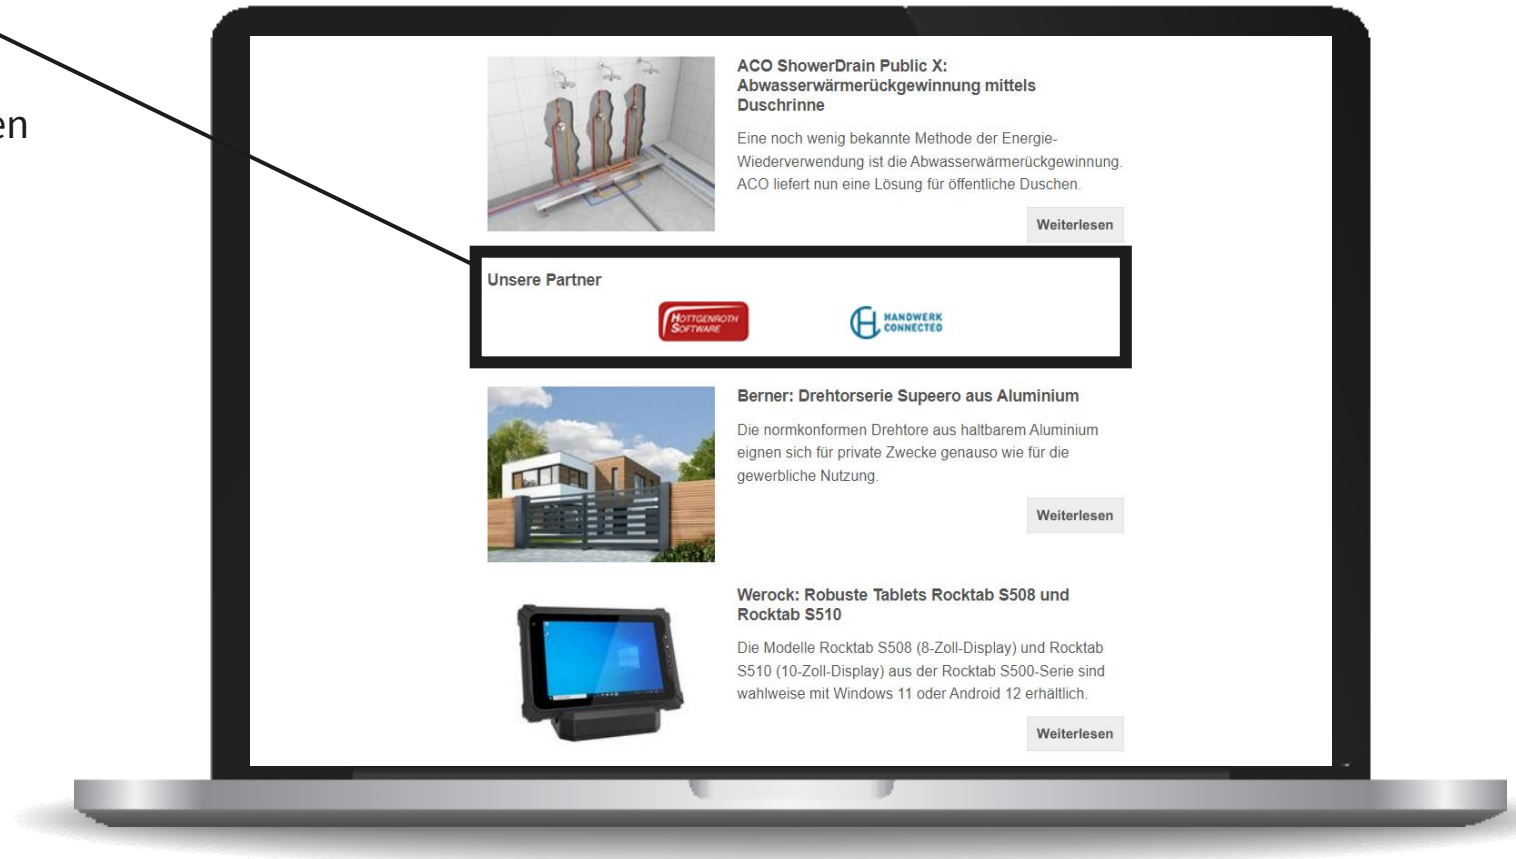 en
ACO ShowerDrain Public X:
Abwasserwärmerückgewinnung mittels
Duschrinne
Eine noch wenig bekannte Methode der Energie-
Wiederverwendung ist die Abwasserwärmerückgewinnung.
ACO liefert nun eine Lösung für öffentliche Duschen.
Weiterlesen
Unsere Partner
HOTTGENROTH
SOFTWARE
HANDWERK
CONNECTED
Berner: Drehtorserie Supeero aus Aluminium
Die normkonformen Drehtore aus haltbarem Aluminium
eignen sich für private Zwecke genauso wie für die
gewerbliche Nutzung.
Weiterlesen
Werock: Robuste Tablets Rocktab S508 und
Rocktab S510
Die Modelle Rocktab S508 (8-Zoll-Display) und Rocktab
S510 (10-Zoll-Display) aus der Rocktab S500-Serie sind
wahlweise mit Windows 11 oder Android 12 erhältlich.
Weiterlesen